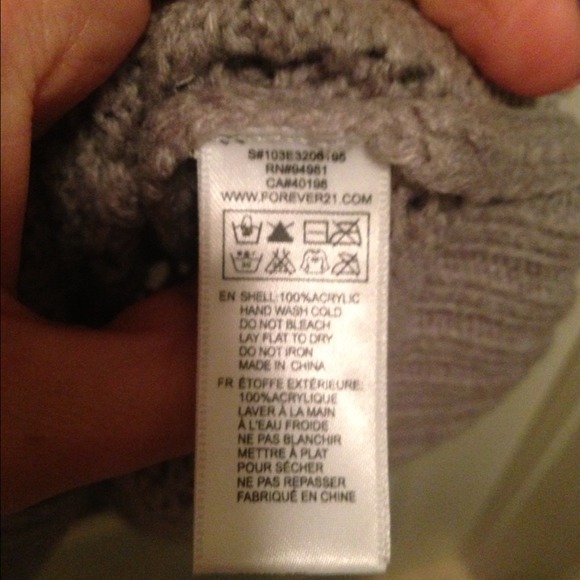 S#103E3206195
RN#94981
CA#40198
WWW.FOREVER21.COM
EN SHELL:100%ACRYLIC
HAND WASH COLD
DO NOT BLEACH
LAY FLAT TO DRY
DO NOT IRON
MADE IN CHINA
FR ÉTOFFE EXTÉRIEURE:
100%ACRYLIQUE
LAVER À LA MAIN
À L'EAU FROIDE
NE PAS BLANCHIR
METTRE À PLAT
POUR SÉCHER
NE PAS REPASSER
FABRIQUÉ EN CHINE